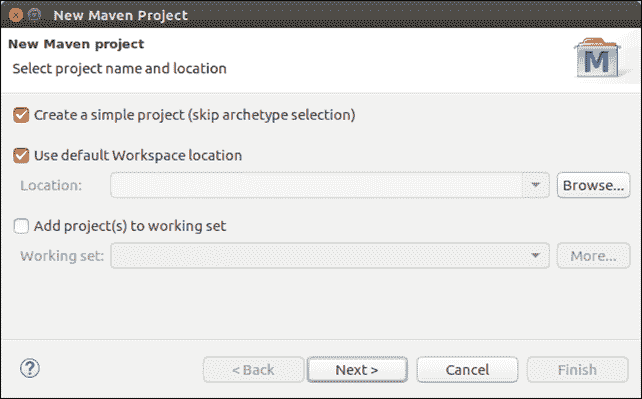 New Maven Project
New Maven project
Select project name and location
M
Create a simple project (skip archetype selection)
Use default Workspace location
Location:
Browse...
Add project(s) to working set
Working set:
More...
?
< Back
Next >
Cancel
Finish